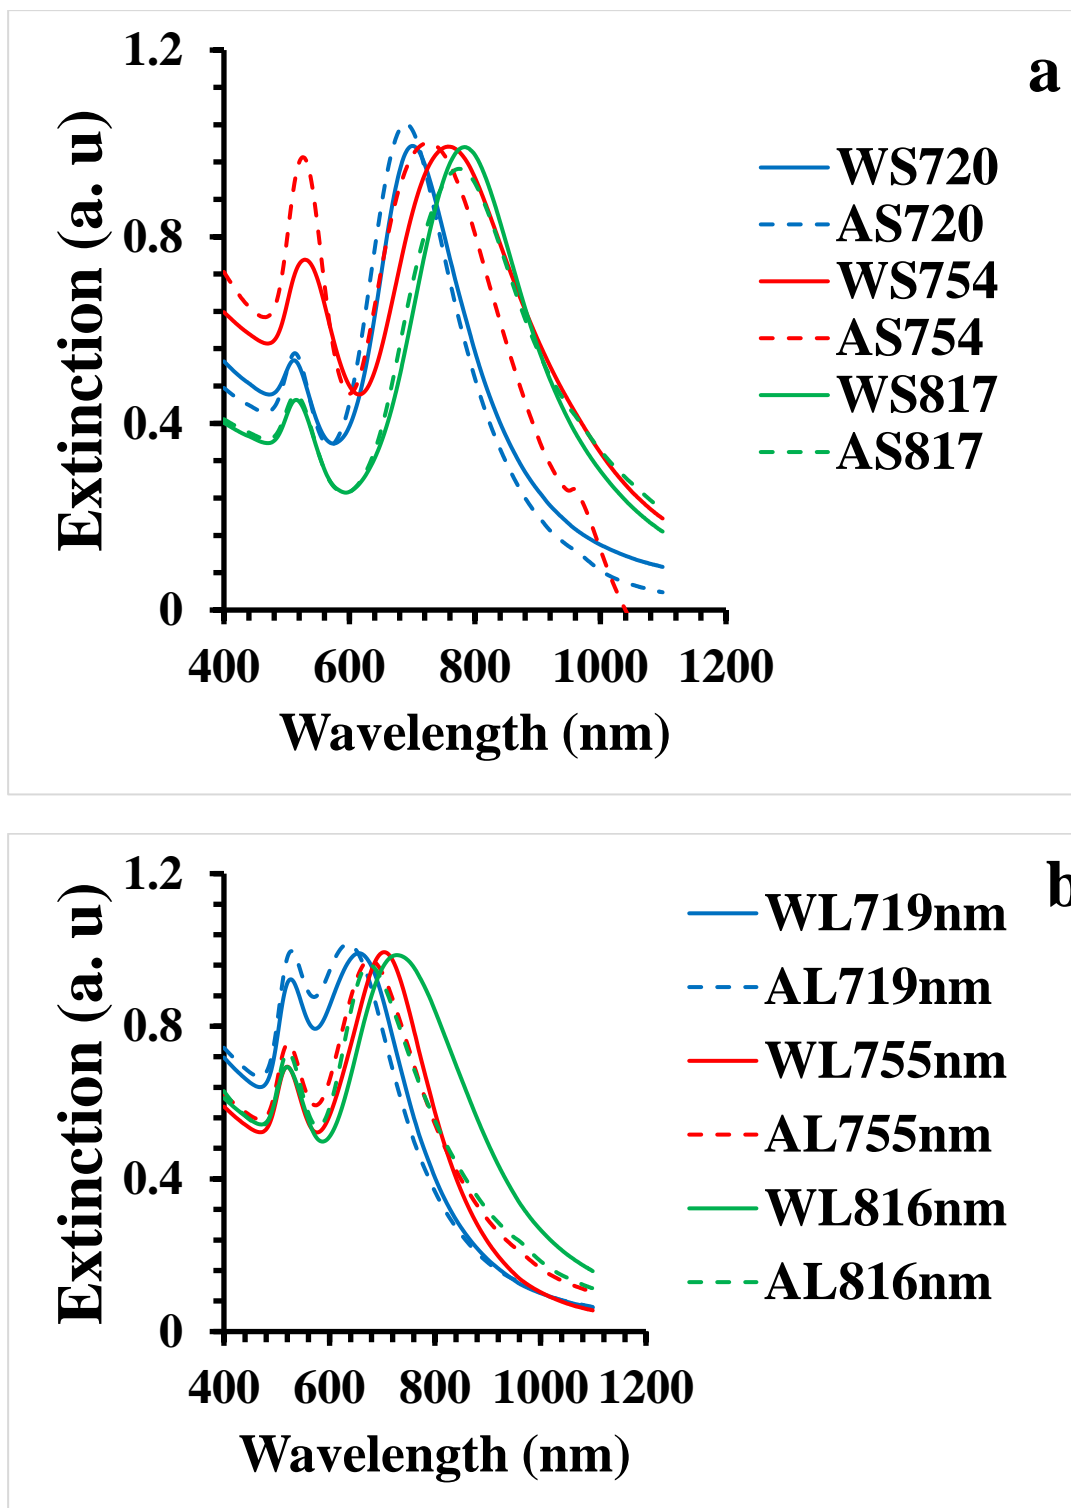 a
1.2
0.8
0.4
0
Extinction (a. u)
400 600 800 1000 1200
Wavelength (nm)
WS720
AS720
WS754
AS754
WS817
AS817
b
1.2
0.8
0.4
0
Extinction (a. u)
400 600 800 1000 1200
Wavelength (nm)
WL719nm
AL719nm
WL755nm
AL755nm
WL816nm
AL816nm